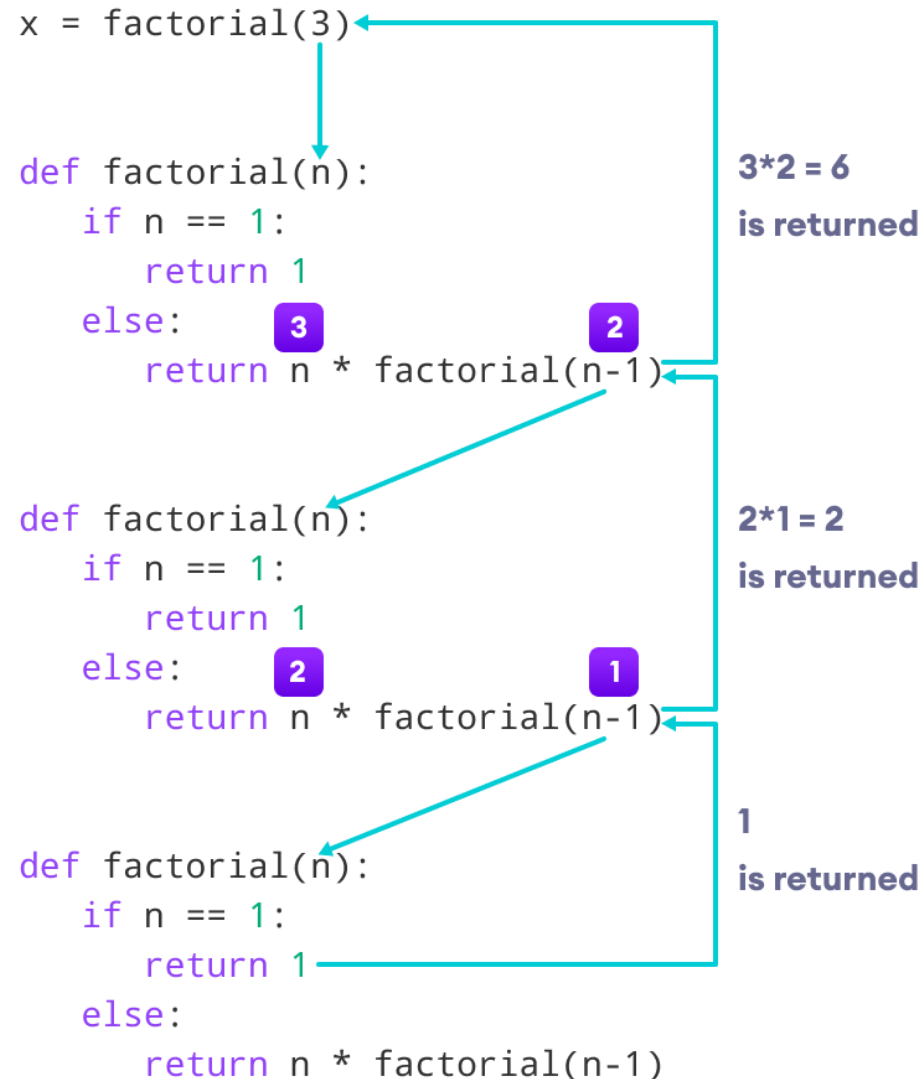 x = factorial(3)
def factorial(n):
3*2 = 6
if n == 1:
is returned
return 1
else:
3
2
return n * factorial(n-1)
def factorial(n):
2*1 = 2
if n == 1:
is returned
return 1
else:
2
1
return n * factorial(n-1)
1
def factorial(n):
is returned
if n == 1:
return 1
else:
return n * factorial(n-1)